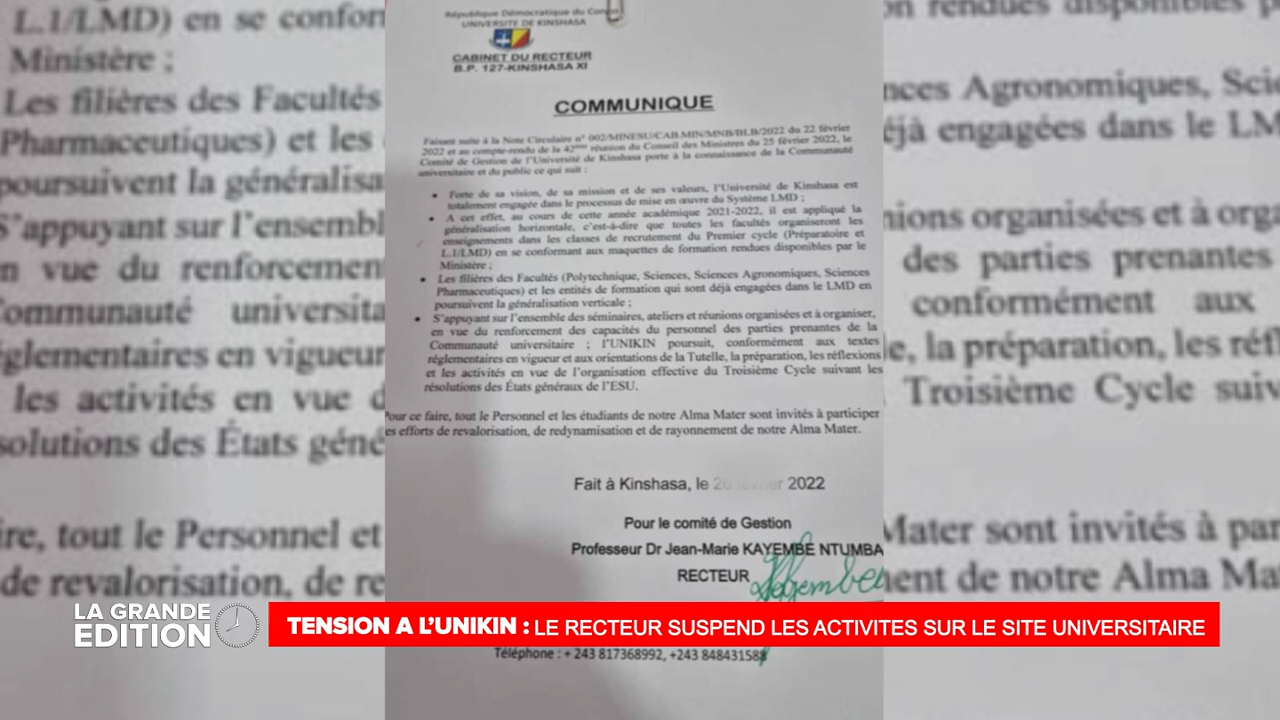 République Démocratique du Congo
UNIVERSITE DE KINSHASA
CABINET DU RECTEUR
B.P. 127-KINSHASA XI
COMMUNIQUE
Faisant suite à la Note Circulaire n° 002/MINESU/CAB.MIN/MNB/BLB/2022 du 22 février
2022 et au compte-rendu de la 42ème réunion du Conseil des Ministres du 25 février 2022, le
Comité de Gestion de l'Université de Kinshasa porte à la connaissance de la Communauté
universitaire et du public ce qui suit :
• Forte de sa vision, de sa mission et de ses valeurs, l'Université de Kinshasa est
totalement engagée dans le processus de mise en œuvre du Système LMD ;
• A cet effet, au cours de cette année académique 2021-2022, il est appliqué la
généralisation horizontale, c'est-à-dire que toutes les facultés organiseront les
enseignements dans les classes de recrutement du Premier cycle (Préparatoire et
L.1/LMD) en se conformant aux maquettes de formation rendues disponibles par le
Ministère ;
• Les filières des Facultés (Polytechnique, Sciences, Sciences Agronomiques, Sciences
Pharmaceutiques) et les entités de formation qui sont déjà engagées dans le LMD en
poursuivent la généralisation verticale ;
• S'appuyant sur l'ensemble des séminaires, ateliers et réunions organisées et à organiser,
en vue du renforcement des capacités du personnel des parties prenantes de la
Communauté universitaire ; l'UNIKIN poursuit, conformément aux textes
réglementaires en vigueur et aux orientations de la Tutelle, la préparation, les réflexions
et les activités en vue de l'organisation effective du Troisième Cycle suivant les
résolutions des États généraux de l'ESU.
Pour ce faire, tout le Personnel et les étudiants de notre Alma Mater sont invités à participer
es efforts de revalorisation, de redynamisation et de rayonnement de notre Alma Mater.
Fait à Kinshasa, le 26 février 2022
Pour le comité de Gestion
Professeur Dr Jean-Marie KAYEMBE NTUMBA
RECTEUR
LA GRANDE
EDITION
TENSION A L'UNIKIN : LE RECTEUR SUSPEND LES ACTIVITES SUR LE SITE UNIVERSITAIRE
Téléphone : + 243 817368992, +243 848431588